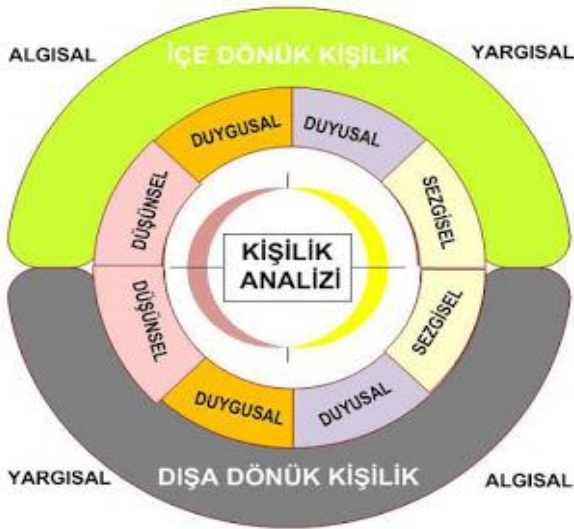 ALGISAL
İÇE DÖNÜK KİŞİLİK
YARGISAL
DUYGUSAL
DUYUSAL
DÜŞÜNSEL
SEZGİSEL
KİŞİLİK
ANALİZİ
DÜŞÜNSEL
SEZGİSEL
DUYGUSAL
DUYUSAL
YARGISAL
DIŞA DÖNÜK KİŞİLİK
ALGISAL